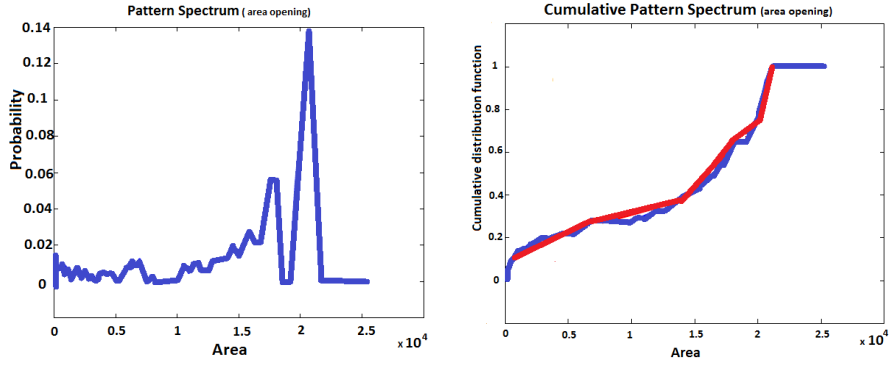 Pattern Spectrum ( area opening)
0.14
0.12
0.1
0.08
0.06
0.04
0.02
0
Probability
0 0.5 1 1.5 2 2.5
x 10^4
Area
Cumulative Pattern Spectrum (area opening)
1
0.8
0.6
0.4
0.2
0
-0.2
Cumulative distribution function
0 0.5 1 1.5 2 2.5 3
x 10^4
Area